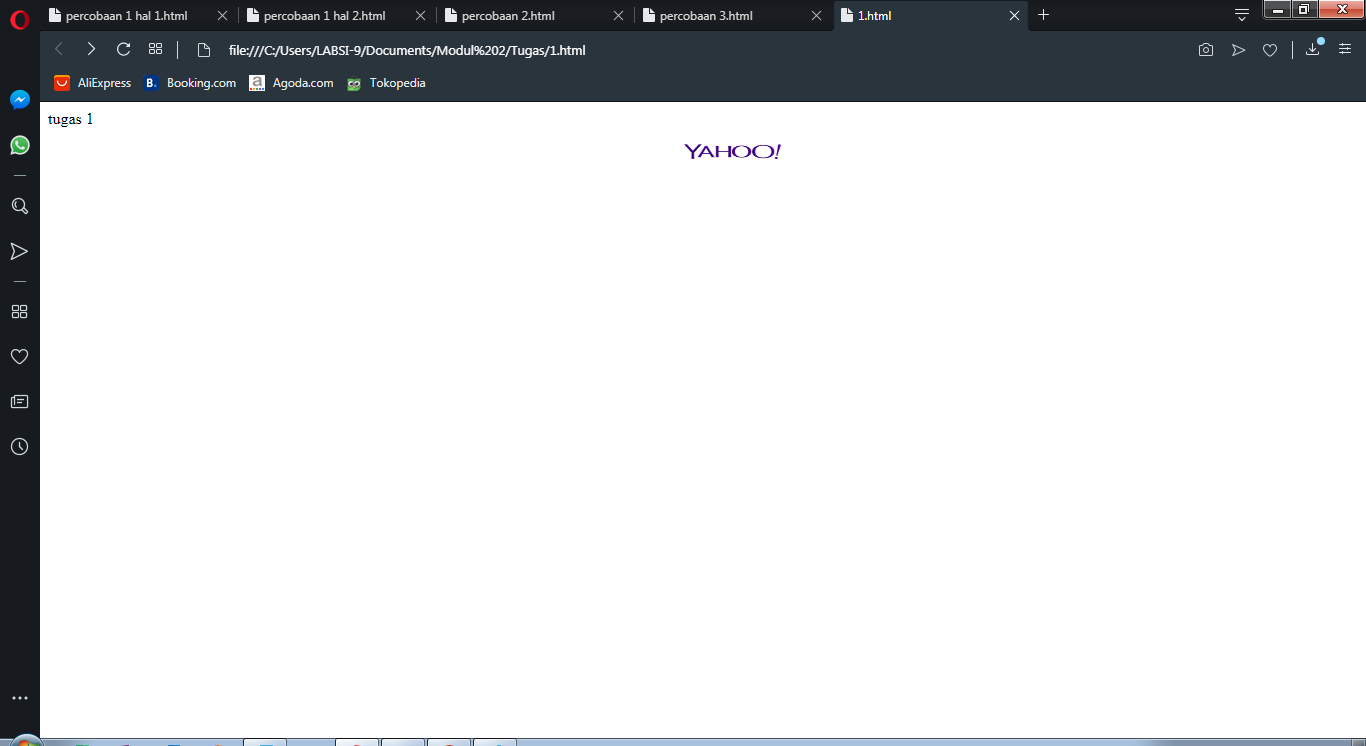 percobaan 1 hal 1.html percobaan 1 hal 2.html percobaan 2.html percobaan 3.html 1.html
file:///C:/Users/LABSI-9/Documents/Modul%202/Tugas/1.html
AliExpress B. Booking.com a Agoda.com Tokopedia
tugas 1
YAHOO!